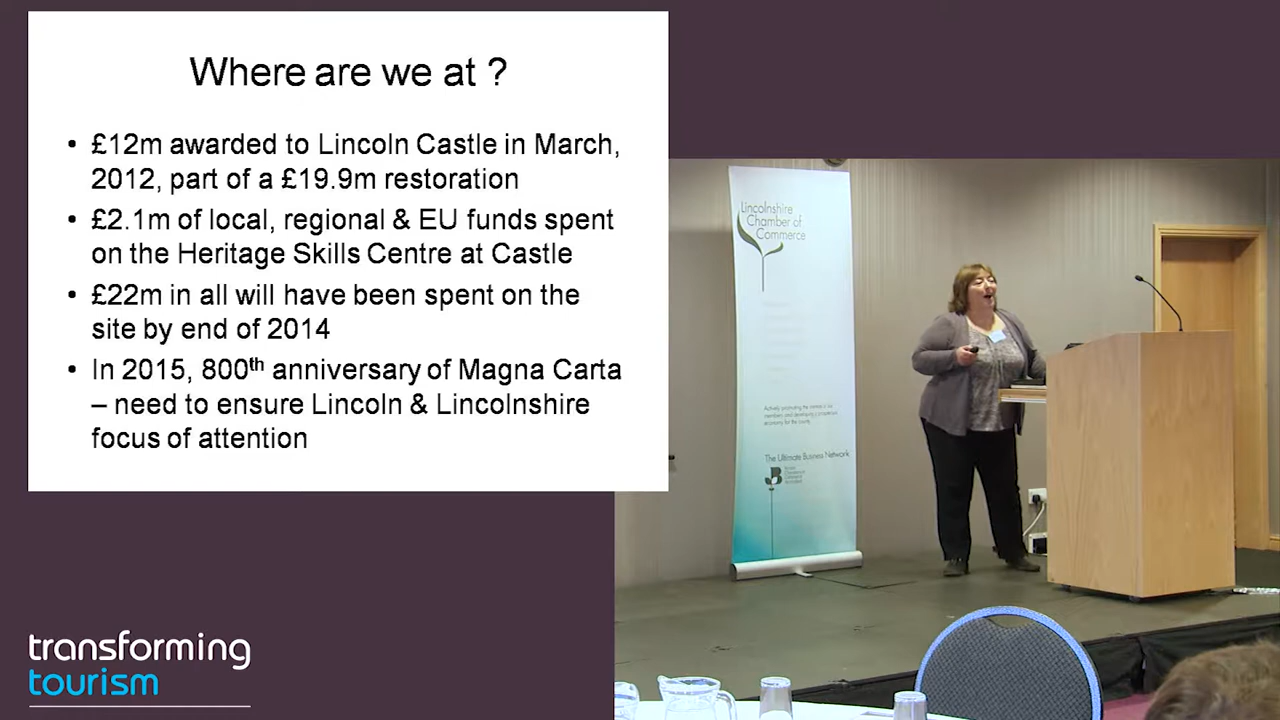 Where are we at ?
• £12m awarded to Lincoln Castle in March,
2012, part of a £19.9m restoration
• £2.1m of local, regional & EU funds spent
on the Heritage Skills Centre at Castle
• £22m in all will have been spent on the
site by end of 2014
• In 2015, 800th anniversary of Magna Carta
– need to ensure Lincoln & Lincolnshire
focus of attention
Lincolnshire
Chamber of
Commerce
The Ultimate Business Network
transforming
tourism